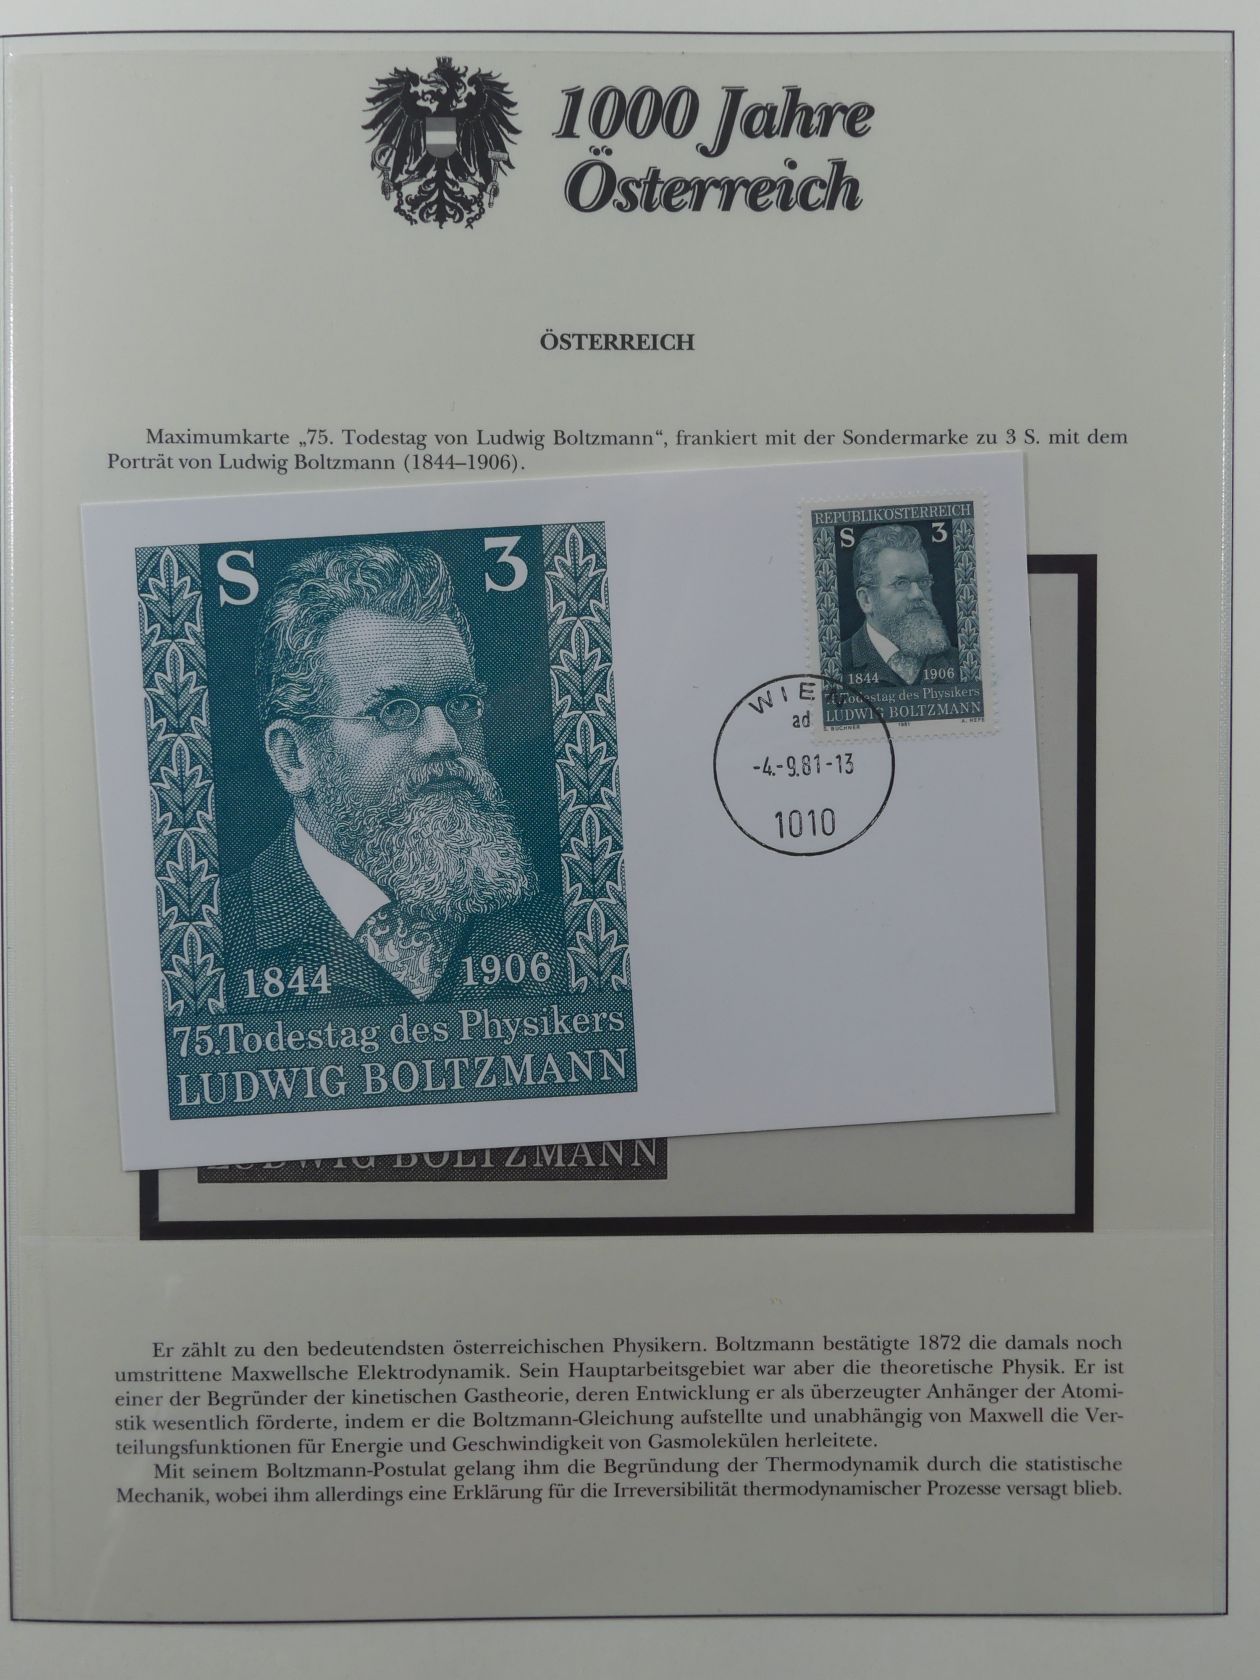 1000 Jahre
Österreich
ÖSTERREICH
Maximumkarte „75. Todestag von Ludwig Boltzmann“, frankiert mit der Sondermarke zu 3 S. mit dem
Porträt von Ludwig Boltzmann (1844–1906).
S 3
1844 1906
75.Todestag des Physikers
LUDWIG BOLTZMANN
REPUBLIK ÖSTERREICH
S 3
1844 1906
75.Todestag des Physikers
LUDWIG BOLTZMANN
1981
WIEN
ad
-4.-9.81-13
1010
LUDWIG BOLTZMANN
Er zählt zu den bedeutendsten österreichischen Physikern. Boltzmann bestätigte 1872 die damals noch
umstrittene Maxwellsche Elektrodynamik. Sein Hauptarbeitsgebiet war aber die theoretische Physik. Er ist
einer der Begründer der kinetischen Gastheorie, deren Entwicklung er als überzeugter Anhänger der Atomi-
stik wesentlich förderte, indem er die Boltzmann-Gleichung aufstellte und unabhängig von Maxwell die Ver-
teilungsfunktionen für Energie und Geschwindigkeit von Gasmolekülen herleitete.
Mit seinem Boltzmann-Postulat gelang ihm die Begründung der Thermodynamik durch die statistische
Mechanik, wobei ihm allerdings eine Erklärung für die Irreversibilität thermodynamischer Prozesse versagt blieb.